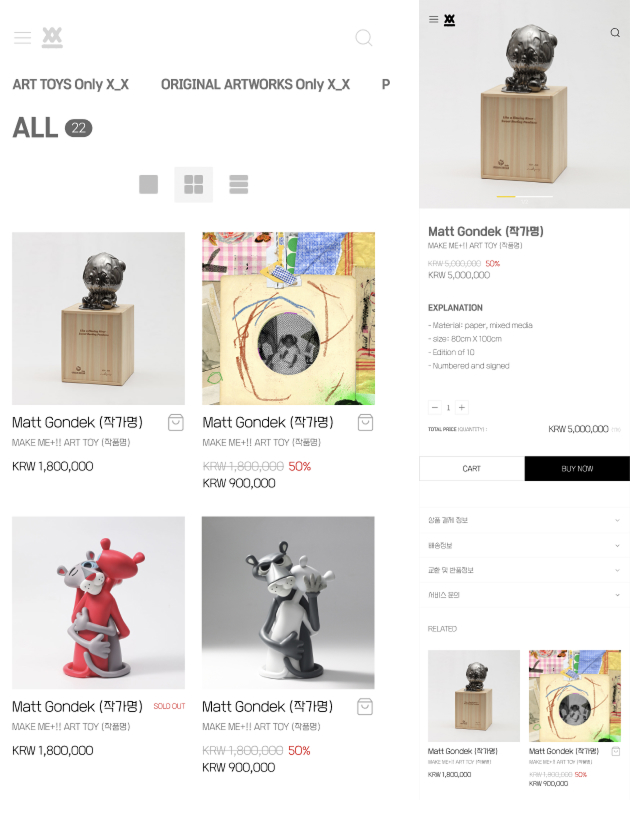 ART TOYS Only X_X
ORIGINAL ARTWORKS Only X_X
P
ALL 22
Matt Gondek (작가명)
MAKE ME+!! ART TOY (작품명)
KRW 1,800,000
Matt Gondek (작가명)
MAKE ME+!! ART TOY (작품명)
KRW 1,800,000 50%
KRW 900,000
Matt Gondek (작가명)
SOLD OUT
MAKE ME+!! ART TOY (작품명)
KRW 1,800,000
Matt Gondek (작가명)
MAKE ME+!! ART TOY (작품명)
KRW 1,800,000 50%
KRW 900,000
Matt Gondek (작가명)
MAKE ME+!! ART TOY (작품명)
KRW 5,000,000 50%
KRW 5,000,000
EXPLANATION
- Material: paper, mixed media
- size: 80cm X 100cm
- Edition of 10
- Numbered and signed
1
TOTAL PRICE (QUANTITY) :
KRW 5,000,000
CART
BUY NOW
상품 결제 정보
배송정보
교환 및 반품정보
서비스 문의
RELATED
Matt Gondek (작가명)
MAKE ME+!! ART TOY (작품명)
KRW 1,800,000
Matt Gondek (작가명)
MAKE ME+!! ART TOY (작품명)
KRW 1,800,000 50%
KRW 900,000